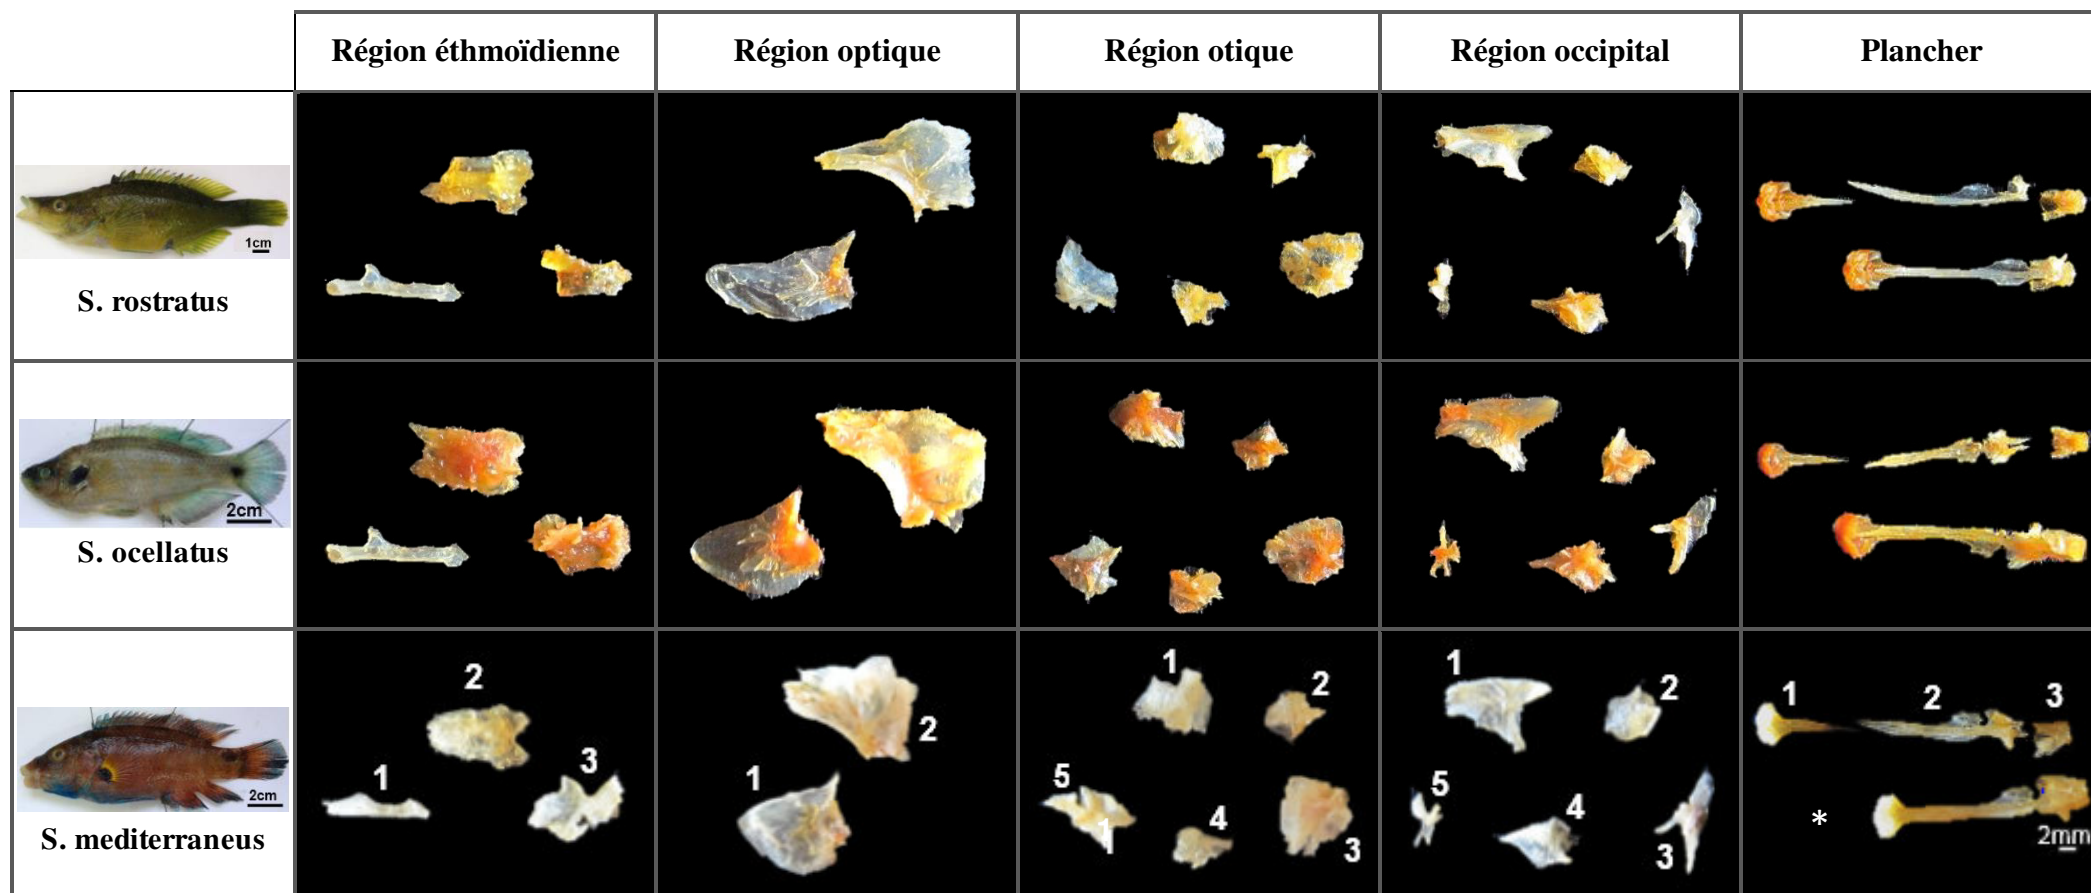 Région éthmoïdienne
Région optique
Région otique
Région occipital
Plancher
1cm
S. rostratus
2cm
S. ocellatus
2cm
S. mediterraneus
2
1
3
2
1
1
2
5
1
4
3
1
2
5
4
3
1
2
3
*
2mm